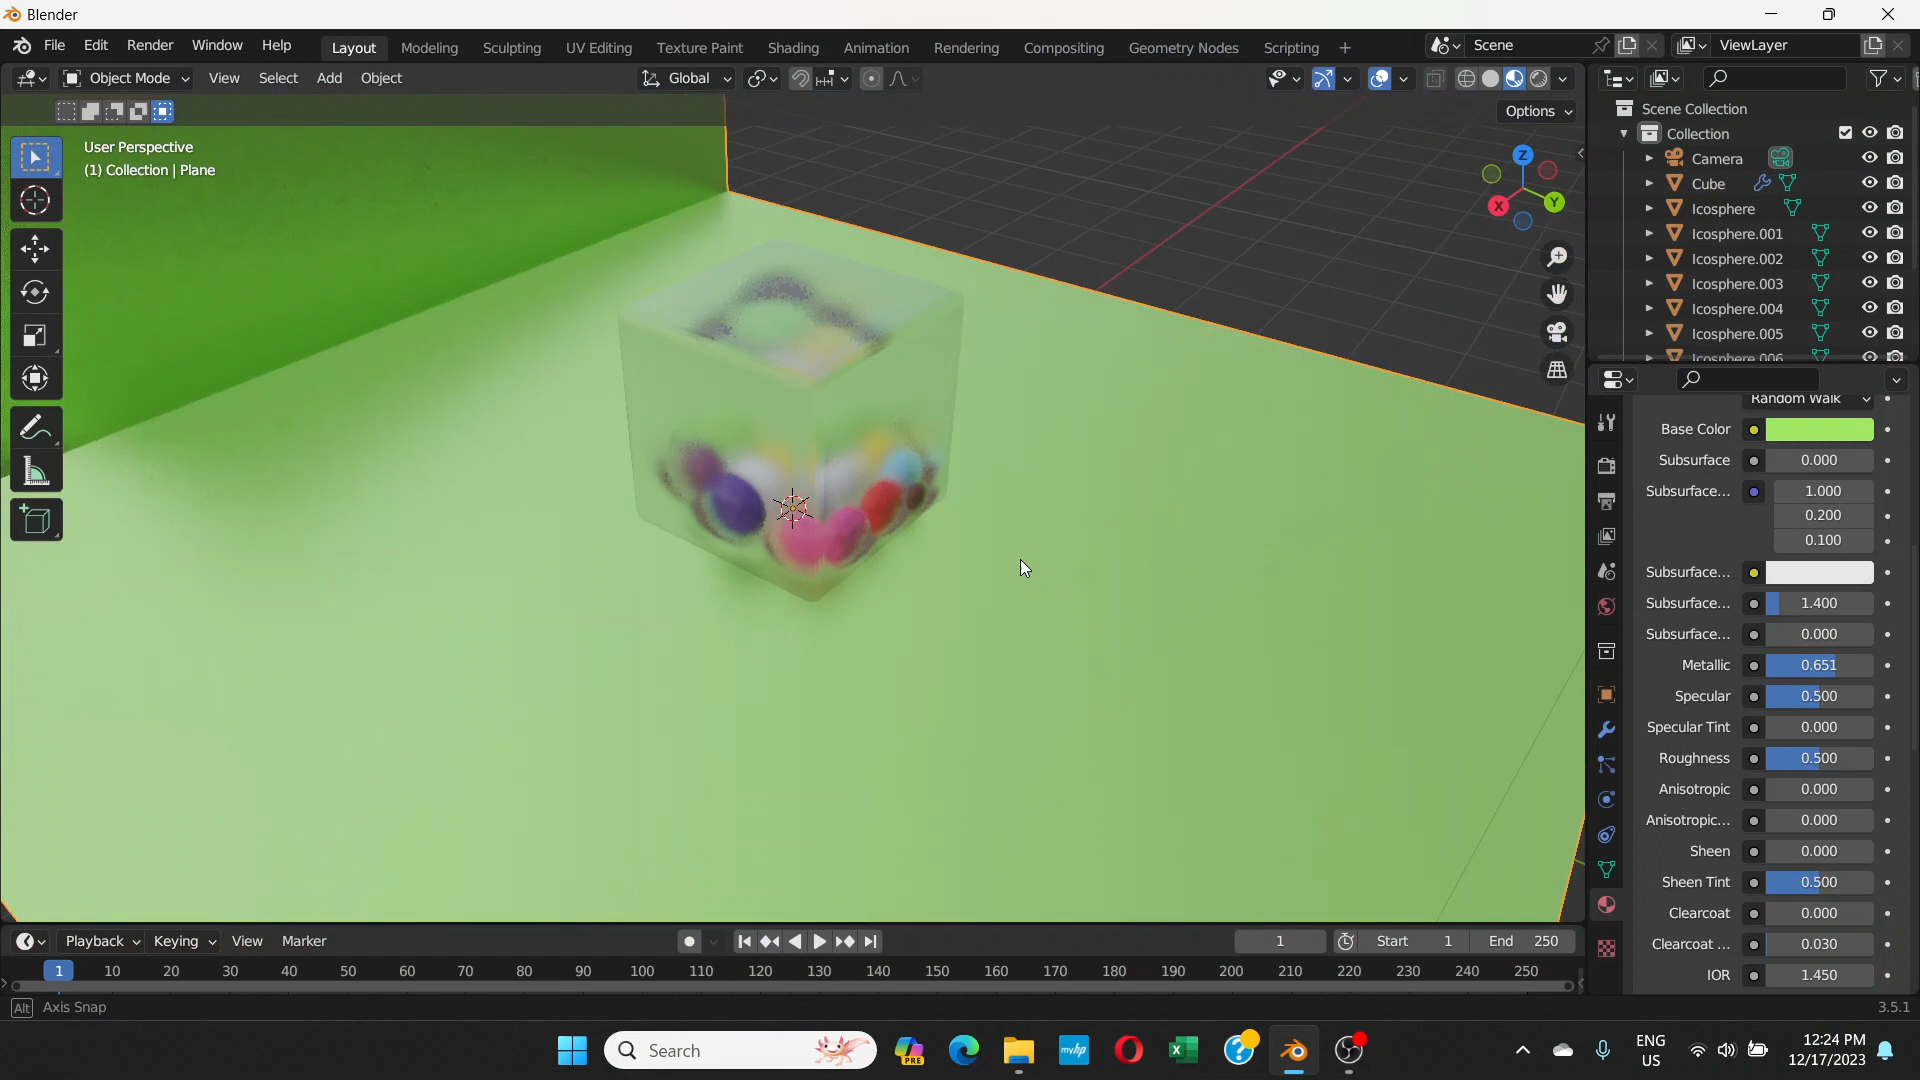 Blender
File Edit Render Window Help Layout Modeling Sculpting UV Editing Texture Paint Shading Animation Rendering Compositing Geometry Nodes Scripting + Scene ViewLayer
Object Mode View Select Add Object Global
Options
User Perspective
(1) Collection | Plane
Z
Y
X
Scene Collection
Collection
Camera
Cube
Icosphere
Icosphere.001
Icosphere.002
Icosphere.003
Icosphere.004
Icosphere.005
Icosphere.006
Random Walk
Base Color
Subsurface 0.000
Subsurface... 1.000
0.200
0.100
Subsurface...
Subsurface... 1.400
Subsurface... 0.000
Metallic 0.651
Specular 0.500
Specular Tint 0.000
Roughness 0.500
Anisotropic 0.000
Anisotropic... 0.000
Sheen 0.000
Sheen Tint 0.500
Clearcoat 0.000
Clearcoat ... 0.030
IOR 1.450
Playback Keying View Marker 1 Start 1 End 250
1 10 20 30 40 50 60 70 80 90 100 110 120 130 140 150 160 170 180 190 200 210 220 230 240 250
Alt Axis Snap 3.5.1
Search PRE myhp ENG US 12:24 PM 12/17/2023